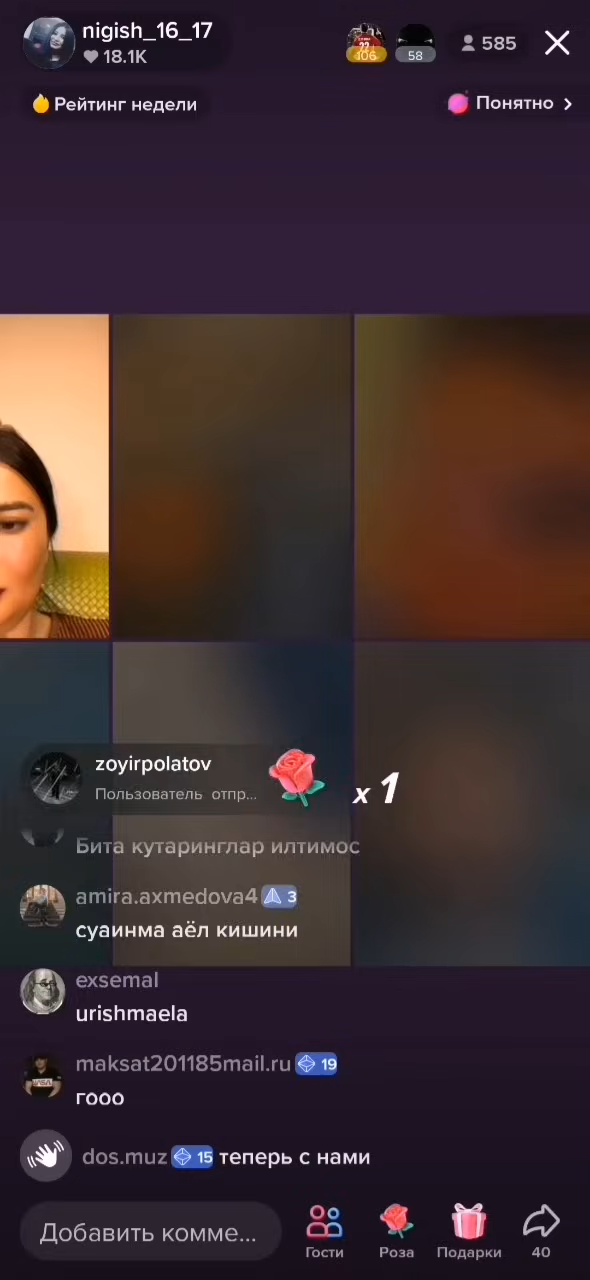 nigish_16_17
18.1K
106
58
585
Рейтинг недели
Понятно
zoyirpolatov
Пользователь отпр...
x 1
Бита кутаринглар илтимос
amira.axmedova4 3
суаинма аёл кишини
exsemal
urishmaela
maksat201185mail.ru 19
гооо
dos.muz 15 теперь с нами
Добавить комме...
Гости
Роза
Подарки
40